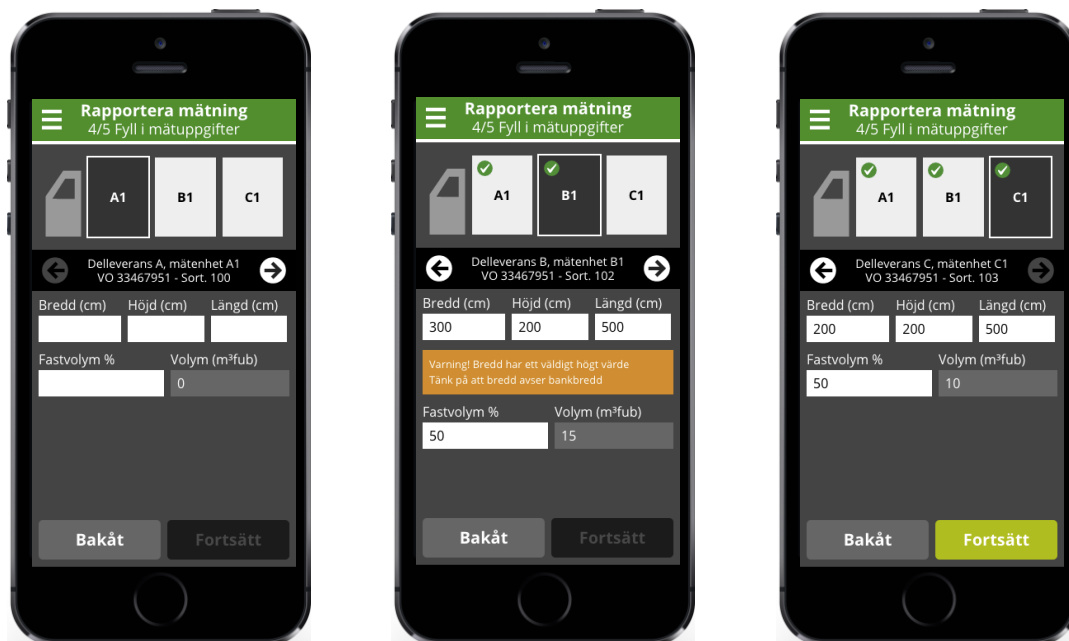 Rapportera mätning
4/5 Fyll i mätuppgifter
A1 B1 C1
Delleverans A, mätenhet A1
VO 33467951 - Sort. 100
Bredd (cm) Höjd (cm) Längd (cm)
Fastvolym % Volym (m³fub)
0
Bakåt Fortsätt
Rapportera mätning
4/5 Fyll i mätuppgifter
A1 B1 C1
Delleverans B, mätenhet B1
VO 33467951 - Sort. 102
Bredd (cm) Höjd (cm) Längd (cm)
300 200 500
Varning! Bredd har ett väldigt högt värde
Tänk på att bredd avser bankbredd
Fastvolym % Volym (m³fub)
50 15
Bakåt Fortsätt
Rapportera mätning
4/5 Fyll i mätuppgifter
A1 B1 C1
Delleverans C, mätenhet C1
VO 33467951 - Sort. 103
Bredd (cm) Höjd (cm) Längd (cm)
200 200 500
Fastvolym % Volym (m³fub)
50 10
Bakåt Fortsätt